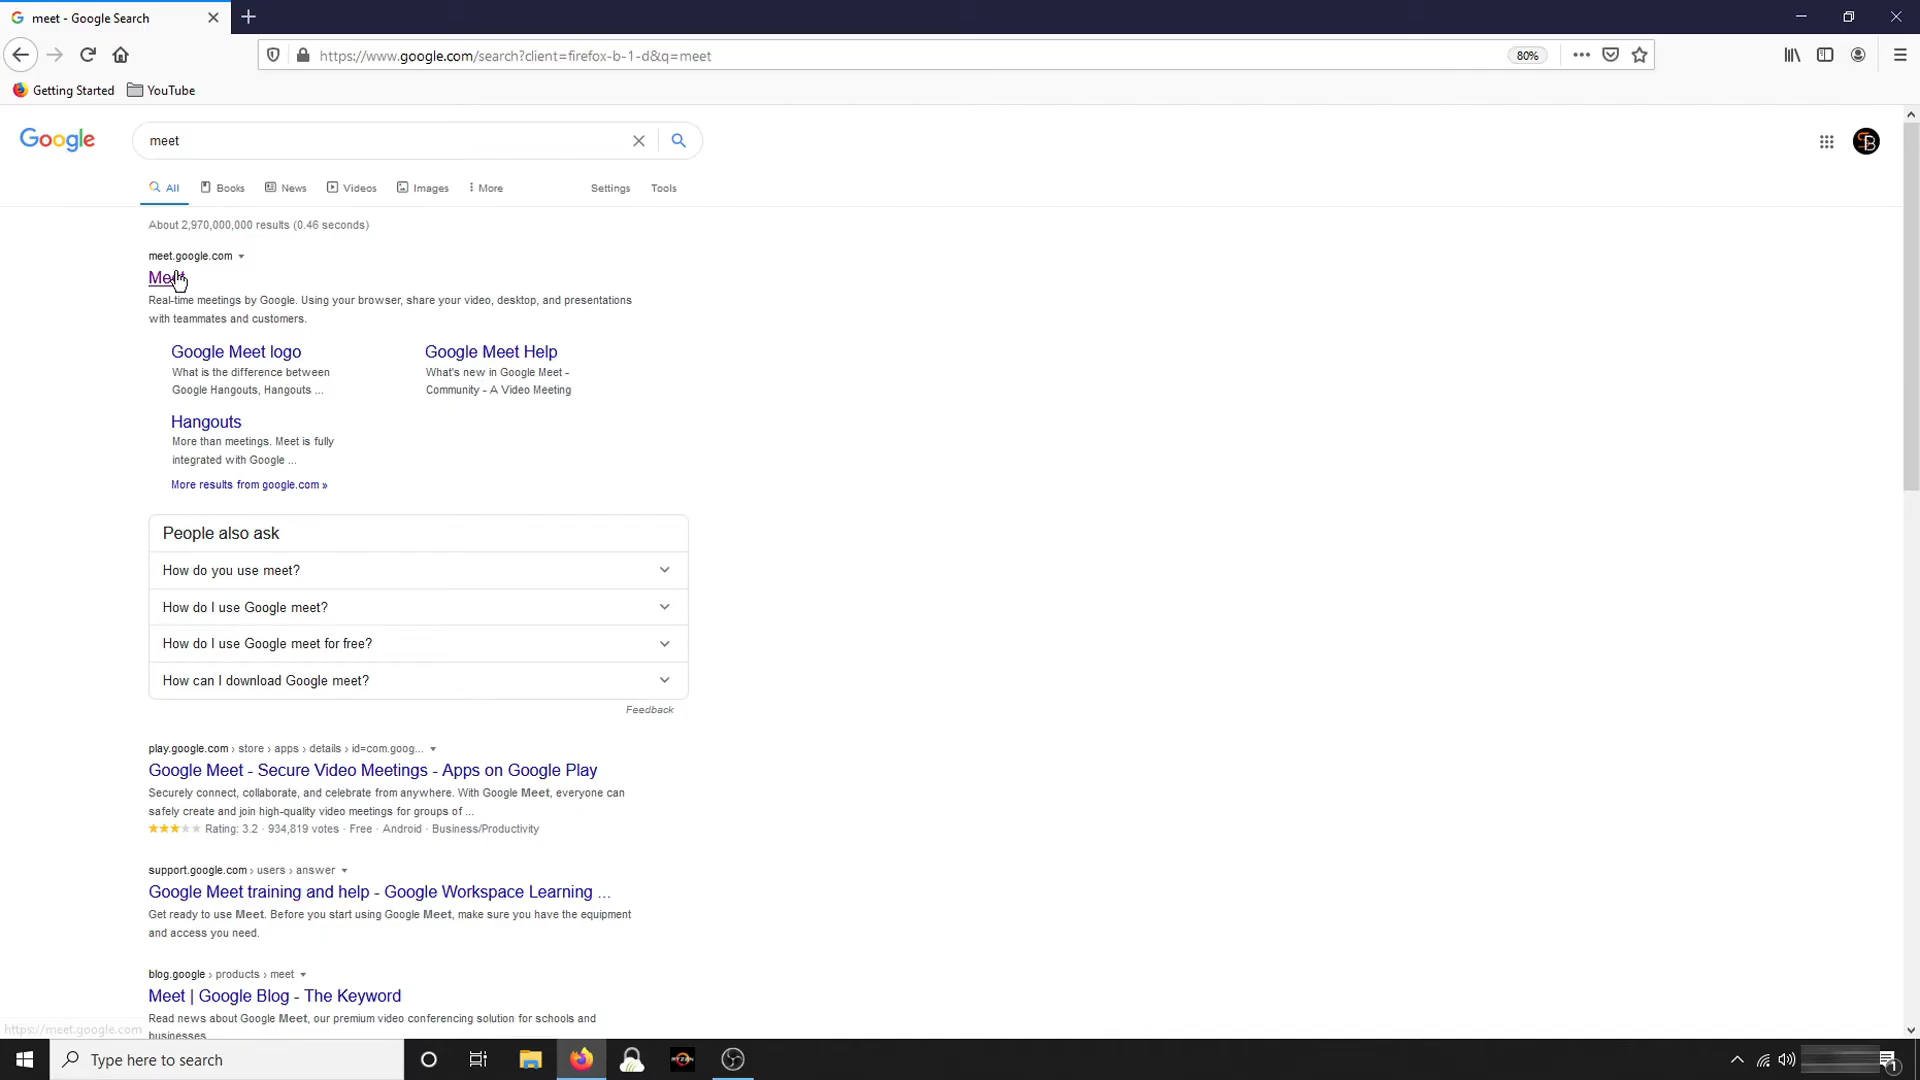 meet - Google Search
https://www.google.com/search?client=firefox-b-1-d&q=meet
80%
Getting Started
YouTube
Google
meet
All
Books
News
Videos
Images
More
Settings
Tools
About 2,970,000,000 results (0.46 seconds)
meet.google.com
Meet
Real-time meetings by Google. Using your browser, share your video, desktop, and presentations
with teammates and customers.
Google Meet logo
What is the difference between
Google Hangouts, Hangouts ...
Google Meet Help
What's new in Google Meet -
Community - A Video Meeting
Hangouts
More than meetings. Meet is fully
integrated with Google ...
More results from google.com »
People also ask
How do you use meet?
How do I use Google meet?
How do I use Google meet for free?
How can I download Google meet?
Feedback
play.google.com › store › apps › details › id=com.goog...
Google Meet - Secure Video Meetings - Apps on Google Play
Securely connect, collaborate, and celebrate from anywhere. With Google Meet, everyone can
safely create and join high-quality video meetings for groups of ...
Rating: 3.2 · 934,819 votes · Free · Android · Business/Productivity
support.google.com › users › answer
Google Meet training and help - Google Workspace Learning ...
Get ready to use Meet. Before you start using Google Meet, make sure you have the equipment
and access you need.
blog.google › products › meet
Meet | Google Blog - The Keyword
Read news about Google Meet, our premium video conferencing solution for schools and
businesses
https://meet.google.com
Type here to search
RYZEN
1